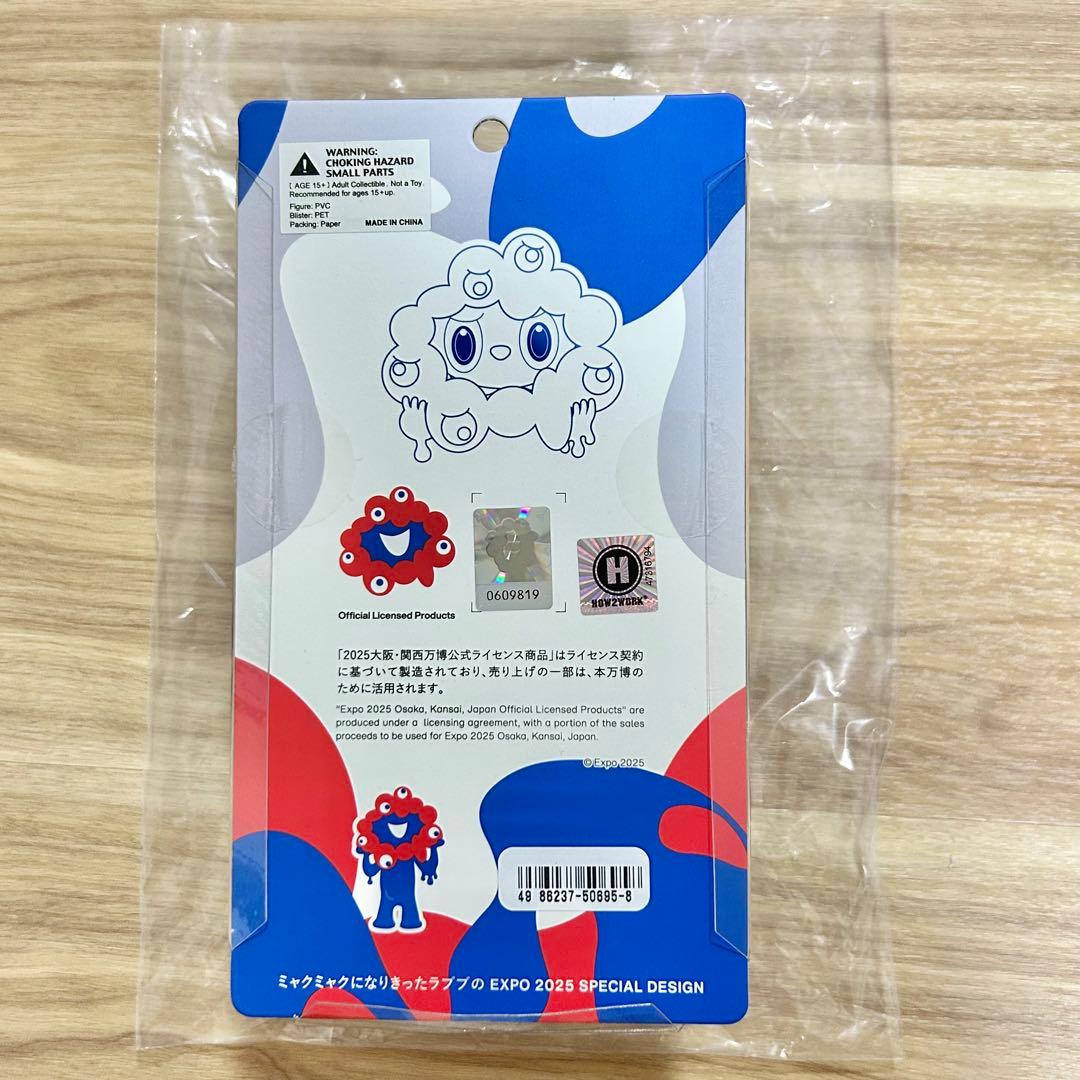 WARNING:
CHOKING HAZARD
SMALL PARTS
[ AGE 15+ ] Adult Collectible. Not a Toy.
Recommended for ages 15+up.
Figure: PVC
Blister: PET
Packing: Paper MADE IN CHINA
0609819
H
HOW2WORK®
47316794
Official Licensed Products
「2025大阪・関西万博公式ライセンス商品」はライセンス契約
に基づいて製造されており、売り上げの一部は、本万博の
ために活用されます。
"Expo 2025 Osaka, Kansai, Japan Official Licensed Products" are
produced under a licensing agreement, with a portion of the sales
proceeds to be used for Expo 2025 Osaka, Kansai, Japan.
©Expo 2025
49 86237-50695-8
ミャクミャクになりきったラブブの EXPO 2025 SPECIAL DESIGN